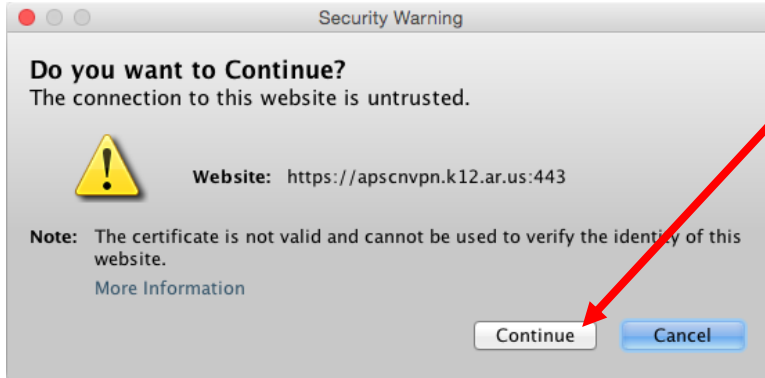 Security Warning
Do you want to Continue?
The connection to this website is untrusted.
Website: https://apscnvpn.k12.ar.us:443
Note: The certificate is not valid and cannot be used to verify the identity of this
website.
More Information
Continue Cancel